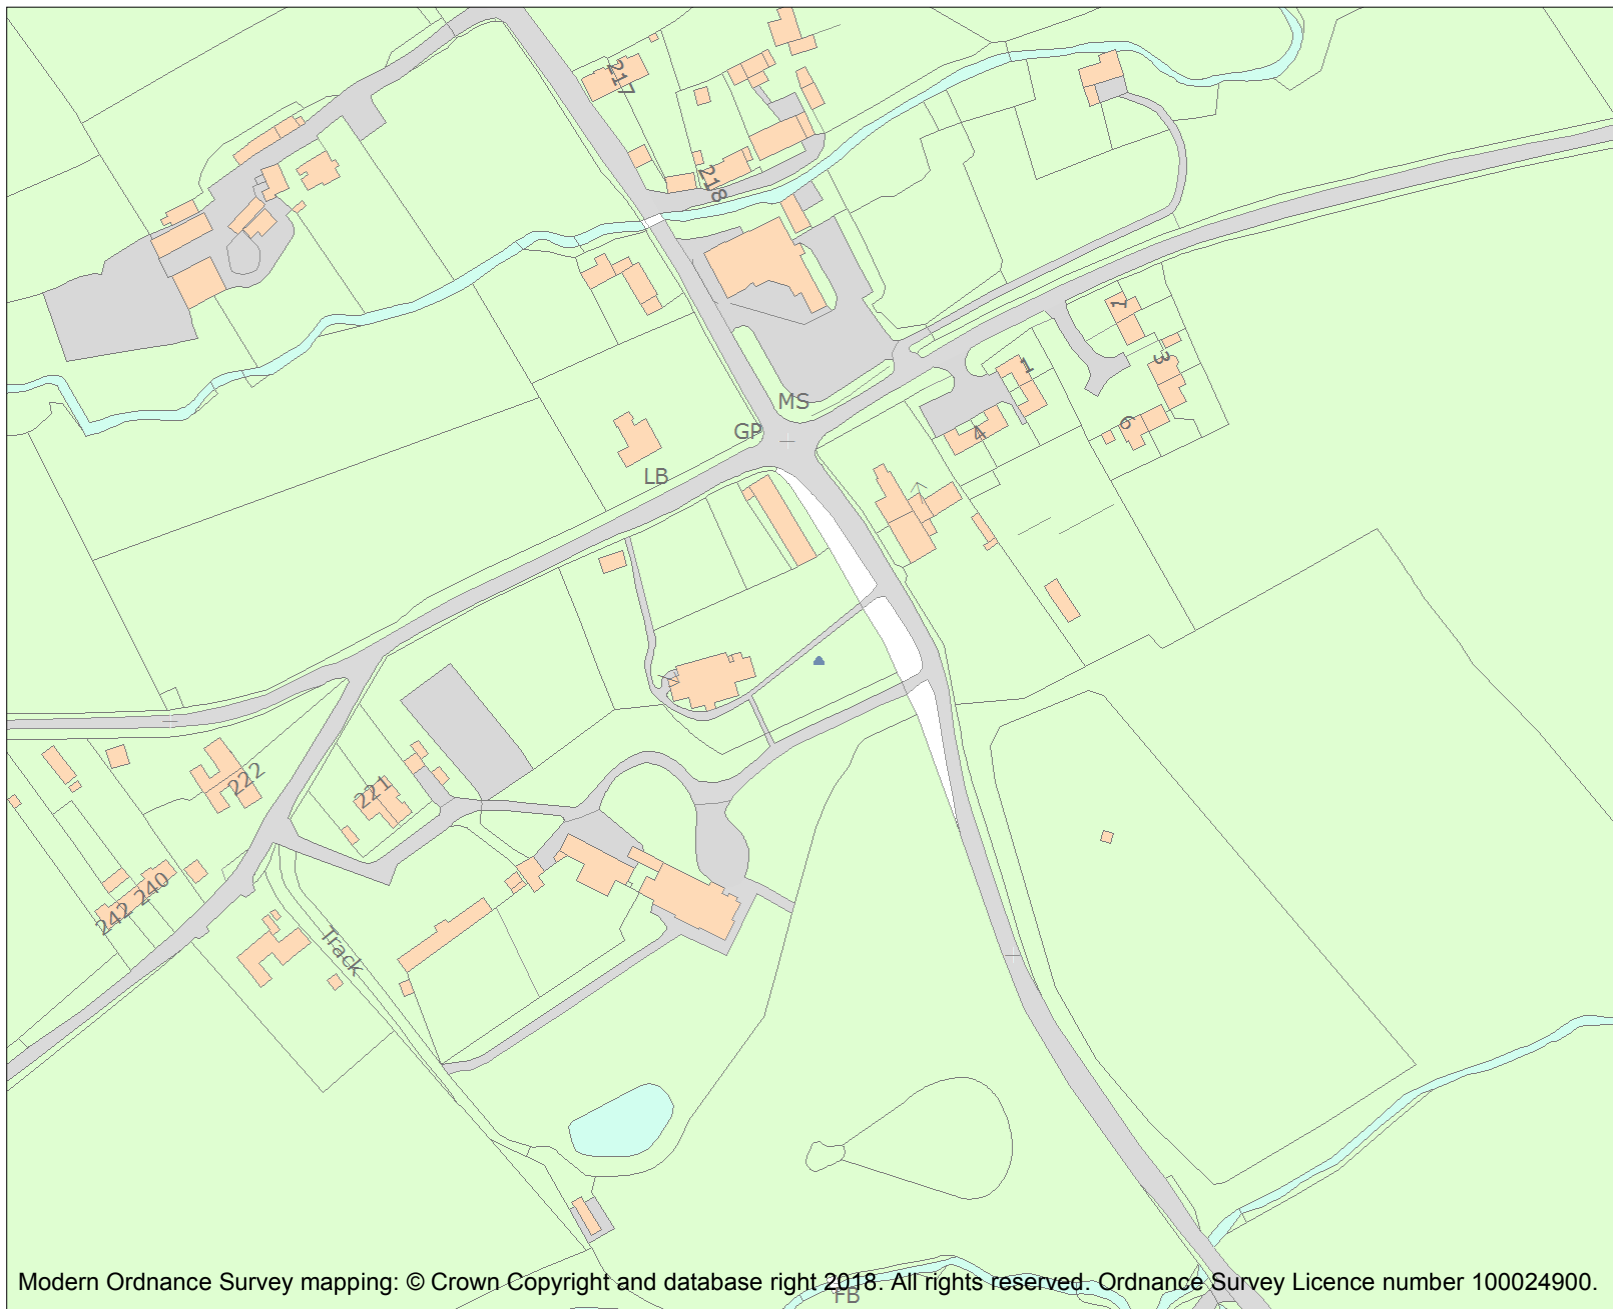 217
218
1
3
1
6
4
MS
GP
LB
222
221
240
242
Track
FB
Modern Ordnance Survey mapping: © Crown Copyright and database right 2018. All rights reserved. Ordnance Survey Licence number 100024900.